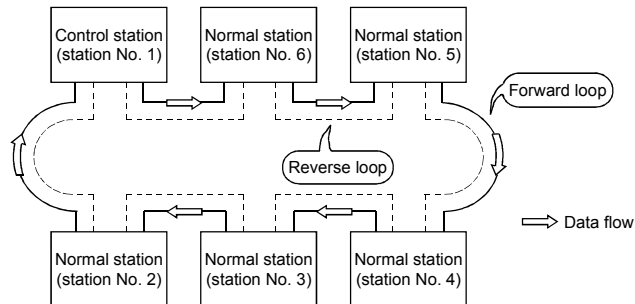 Control station
(station No. 1)
Normal station
(station No. 6)
Normal station
(station No. 5)
Forward loop
Reverse loop
Data flow
Normal station
(station No. 2)
Normal station
(station No. 3)
Normal station
(station No. 4)